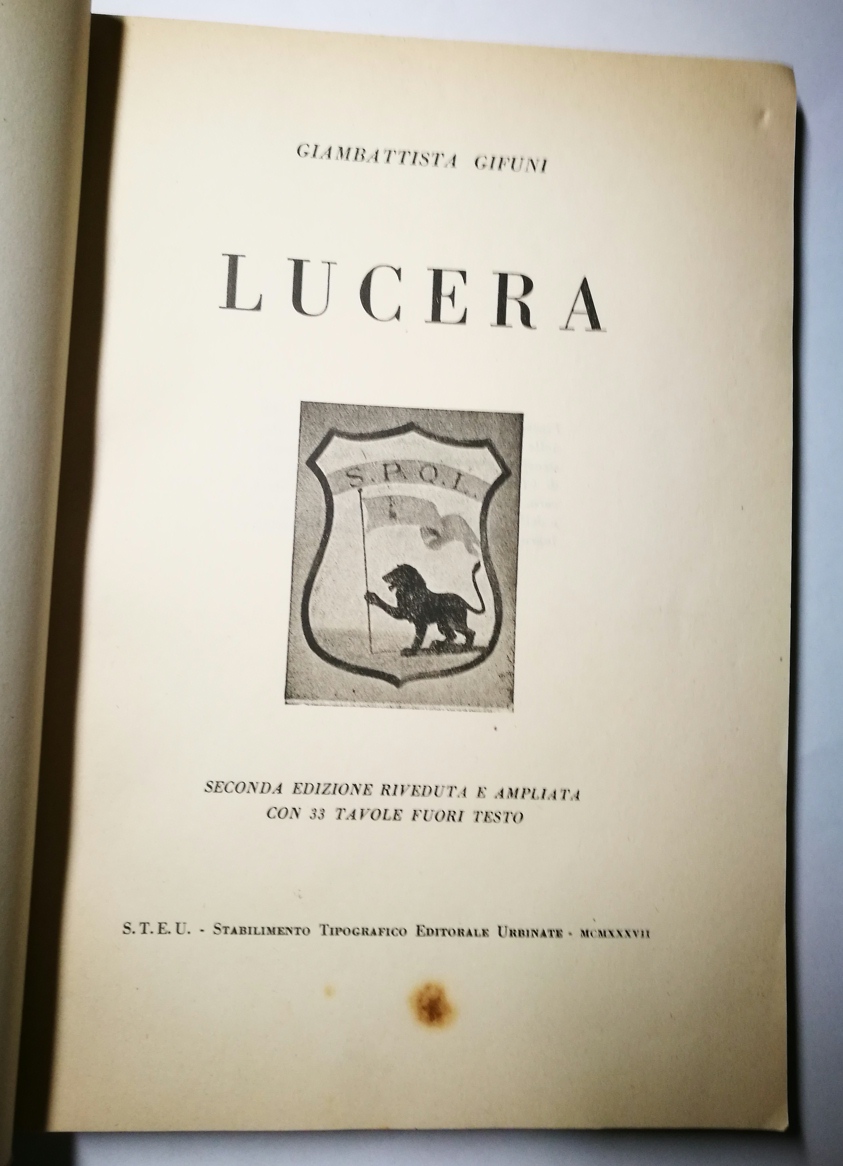 GIAMBATTISTA GIFUNI
LUCERA
S.P.Q.L.
SECONDA EDIZIONE RIVEDUTA E AMPLIATA
CON 33 TAVOLE FUORI TESTO
S. T. E. U. - STABILIMENTO TIPOGRAFICO EDITORALE URBINATE - MCMXXXVII